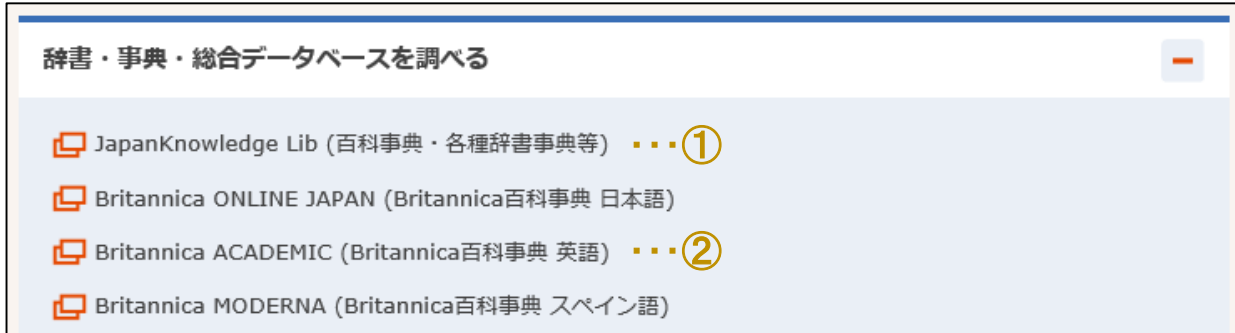 辞書・事典・総合データベースを調べる
JapanKnowledge Lib (百科事典・各種辞書事典等) ・・・①
Britannica ONLINE JAPAN (Britannica百科事典 日本語)
Britannica ACADEMIC (Britannica百科事典 英語) ・・・②
Britannica MODERNA (Britannica百科事典 スペイン語)